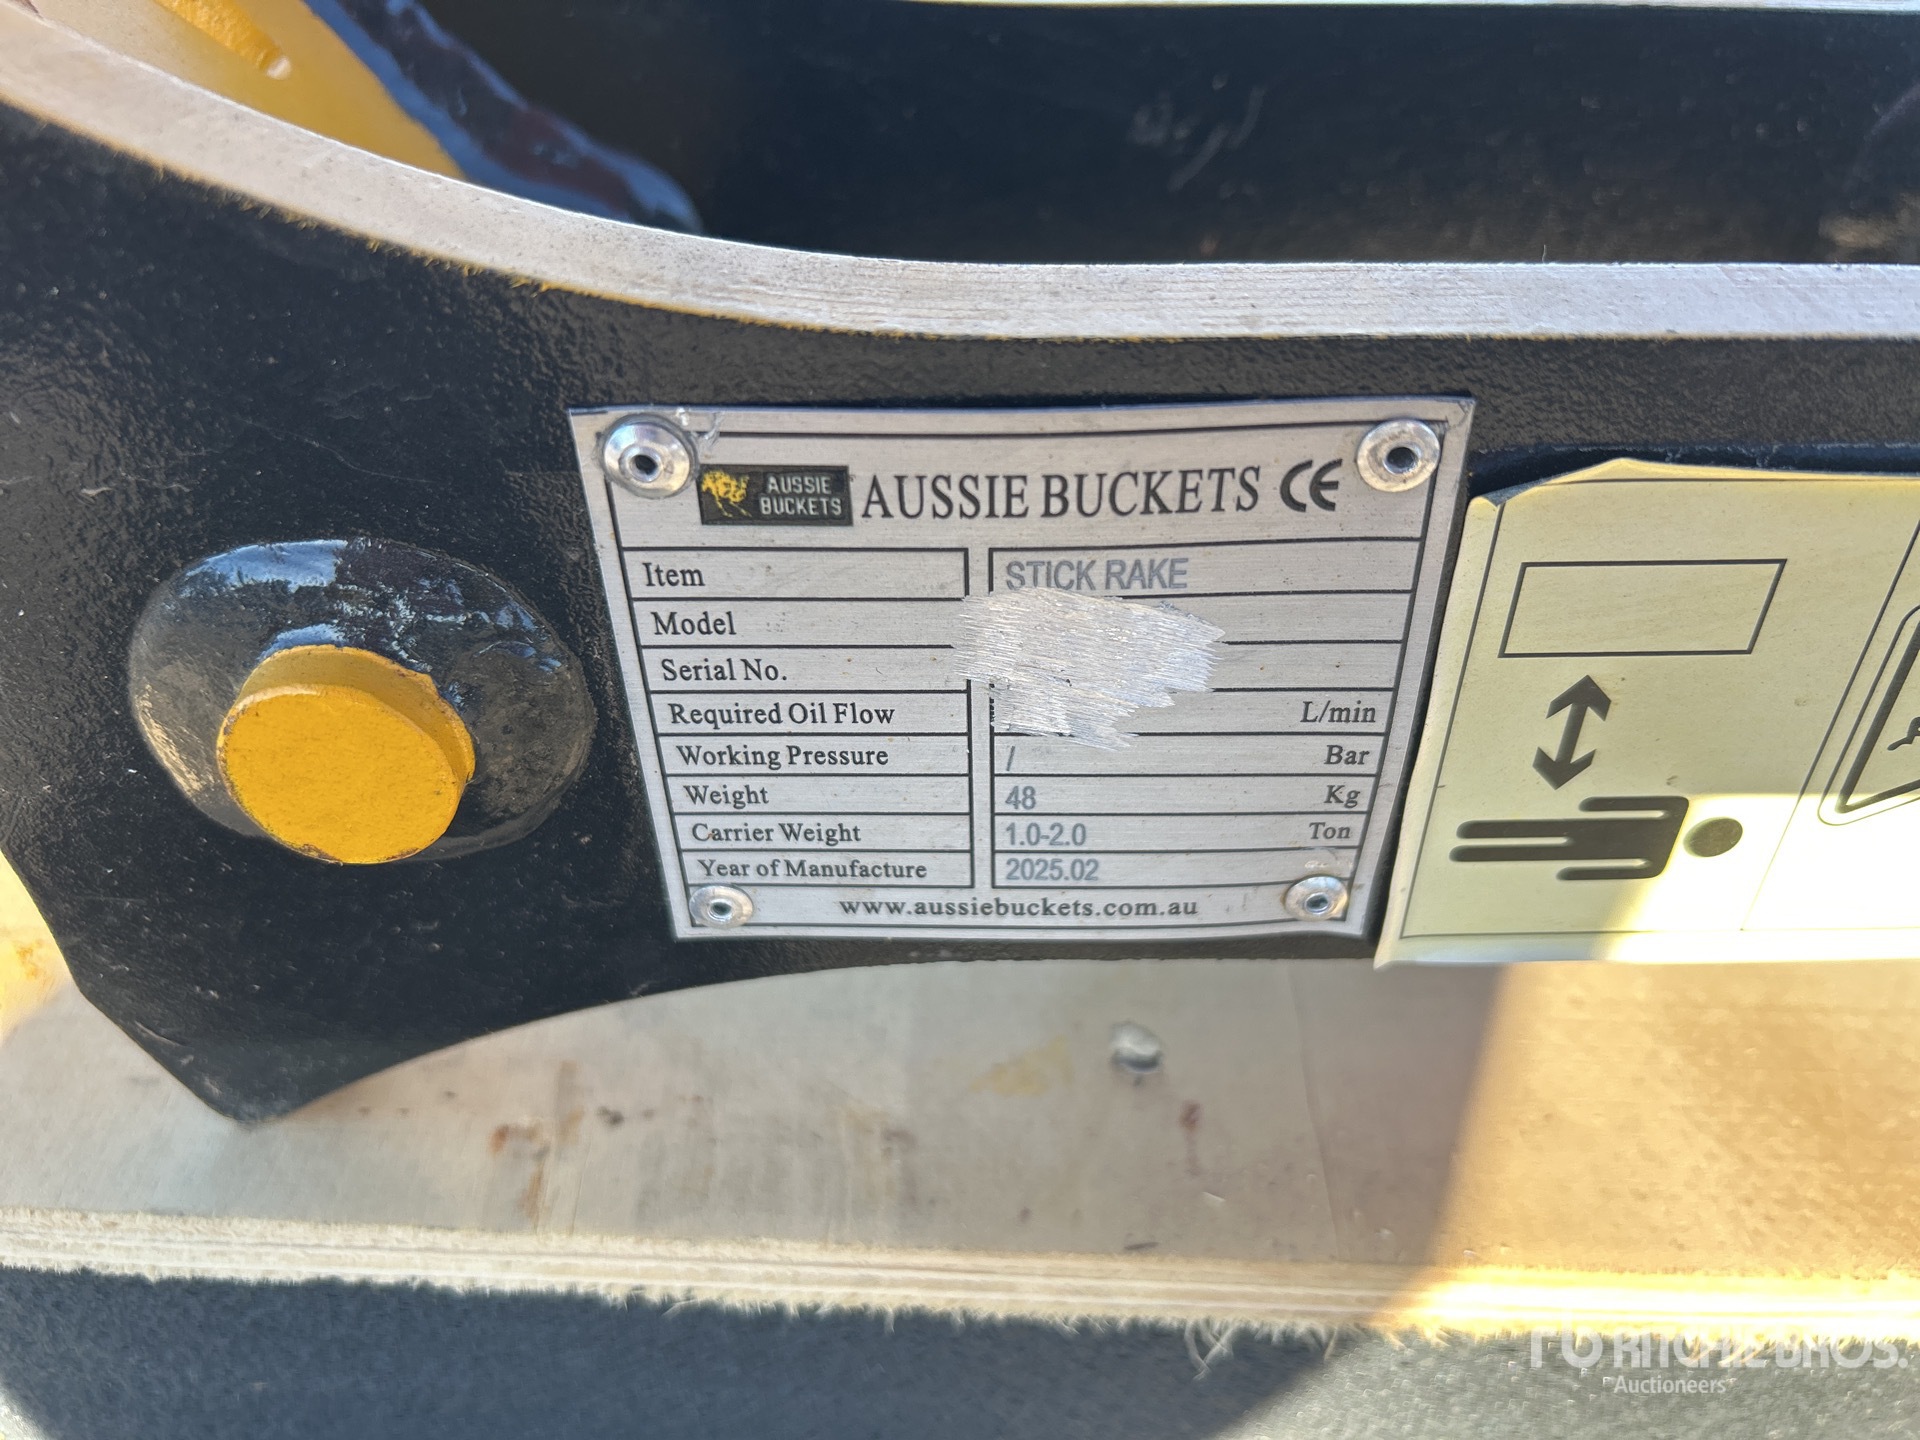 AUSSIE
BUCKETS
AUSSIE BUCKETS CE
Item STICK RAKE
Model
Serial No.
Required Oil Flow L/min
Working Pressure / Bar
Weight 48 Kg
Carrier Weight 1.0-2.0 Ton
Year of Manufacture 2025.02
www.aussiebuckets.com.au
RITCHIE BROS.
Auctioneers